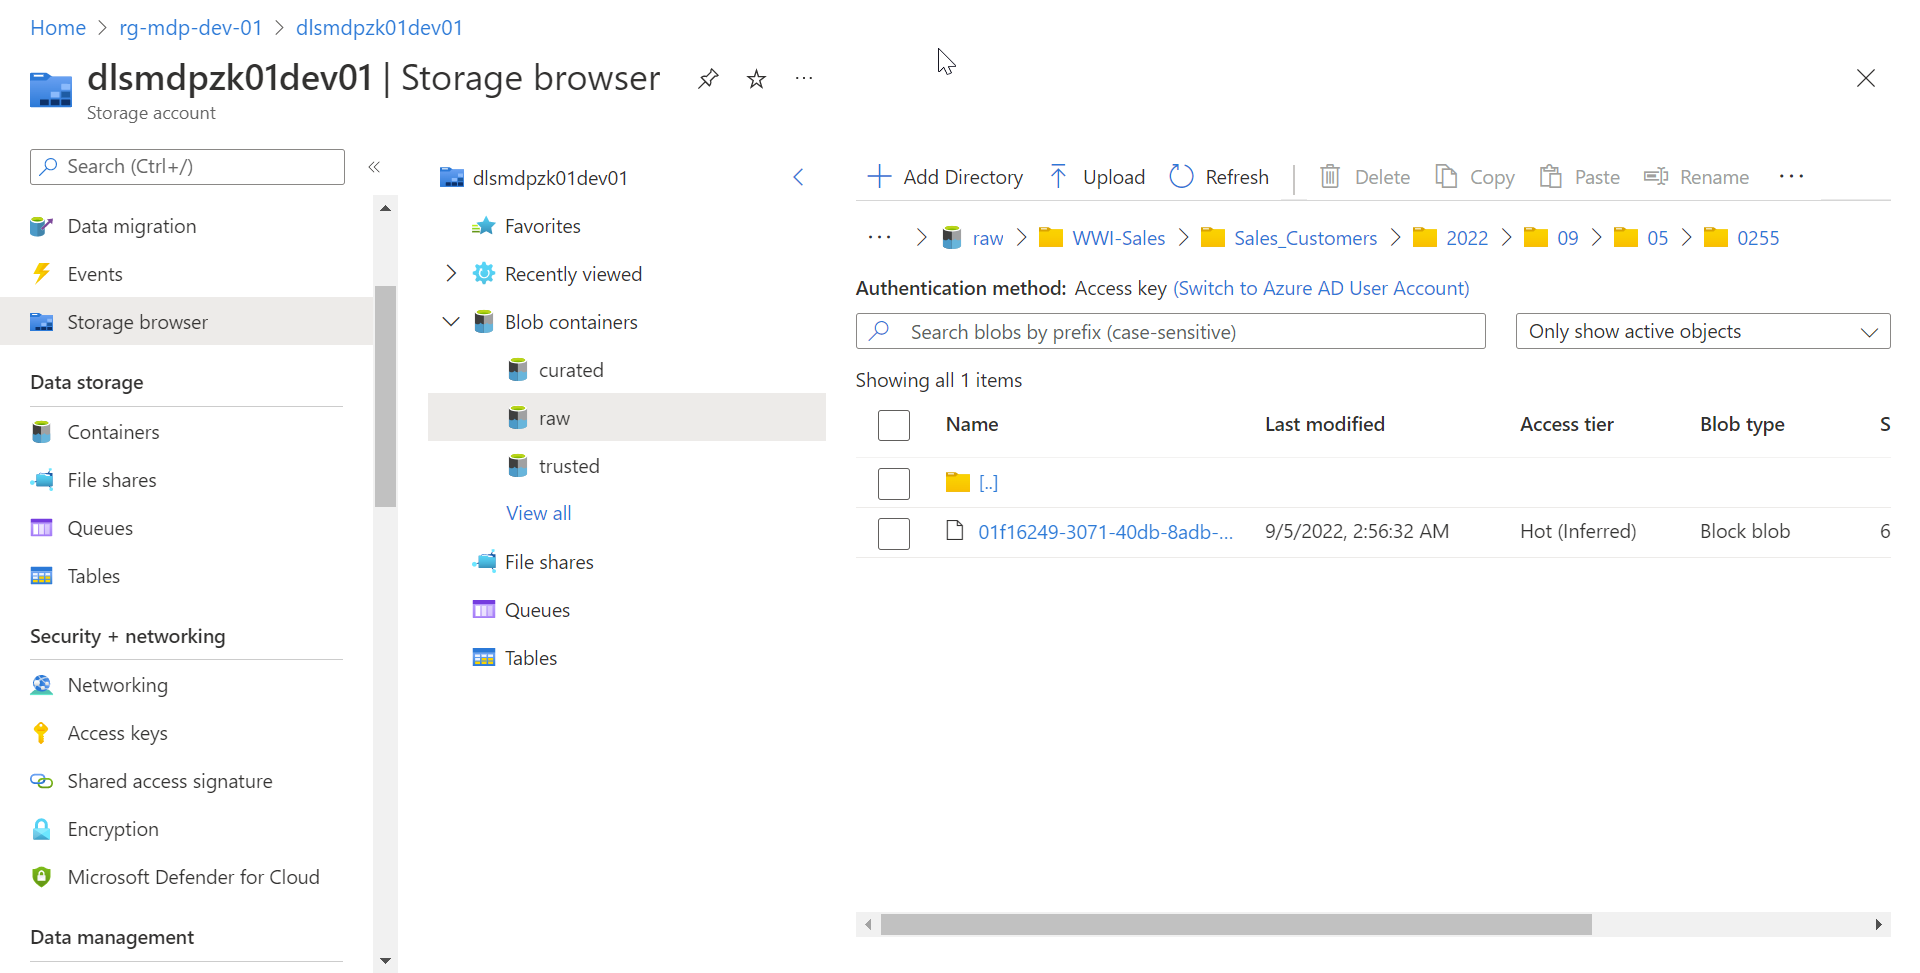 Home > rg-mdp-dev-01 > dlsmdpzk01dev01
dlsmdpzk01dev01 | Storage browser ...
Storage account
Search (Ctrl+/) «
Data migration
Events
Storage browser
Data storage
Containers
File shares
Queues
Tables
Security + networking
Networking
Access keys
Shared access signature
Encryption
Microsoft Defender for Cloud
Data management
dlsmdpzk01dev01
Favorites
Recently viewed
Blob containers
curated
raw
trusted
View all
File shares
Queues
Tables
Add Directory Upload Refresh | Delete Copy Paste Rename ...
... > raw > WWI-Sales > Sales_Customers > 2022 > 09 > 05 > 0255
Authentication method: Access key (Switch to Azure AD User Account)
Search blobs by prefix (case-sensitive) Only show active objects
Showing all 1 items
Name Last modified Access tier Blob type S
[..]
01f16249-3071-40db-8adb-... 9/5/2022, 2:56:32 AM Hot (Inferred) Block blob 6